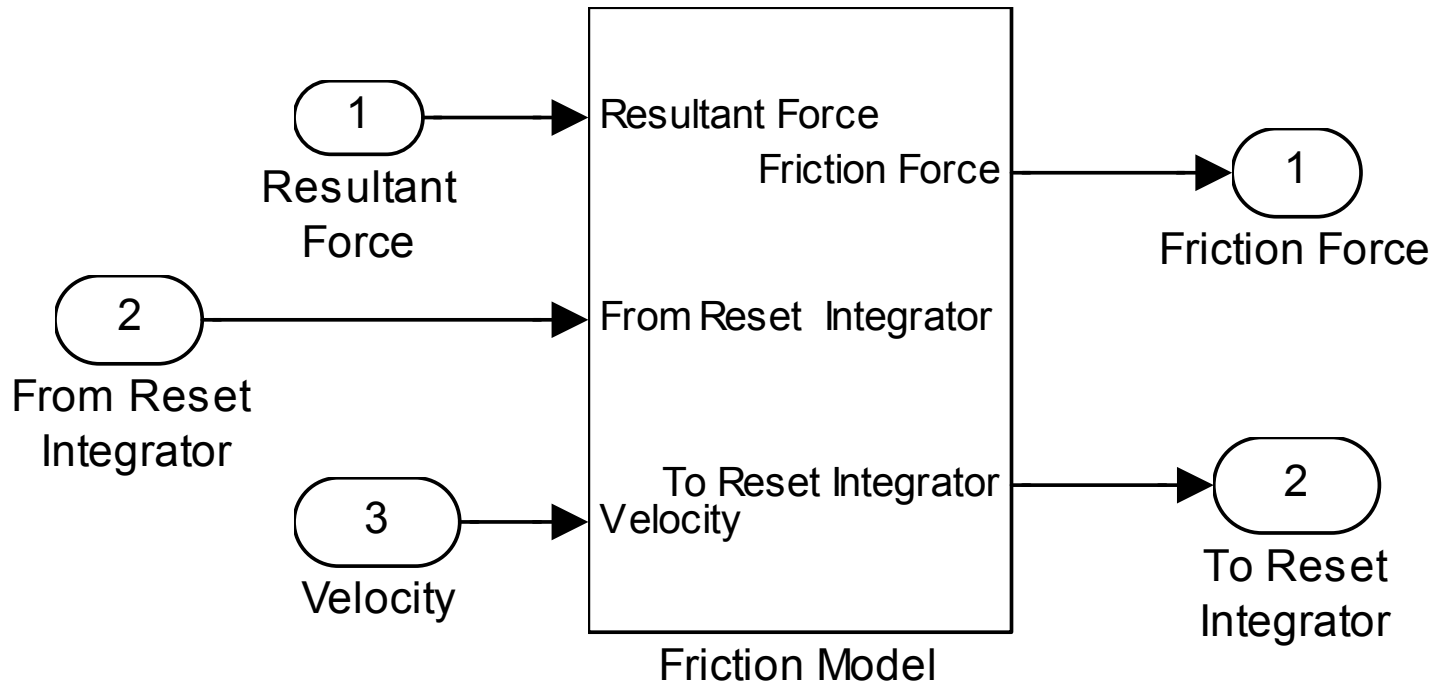 1
Resultant
Force
2
From Reset
Integrator
3
Velocity
Resultant Force
Friction Force
From Reset Integrator
To Reset Integrator
Velocity
Friction Model
1
Friction Force
2
To Reset
Integrator